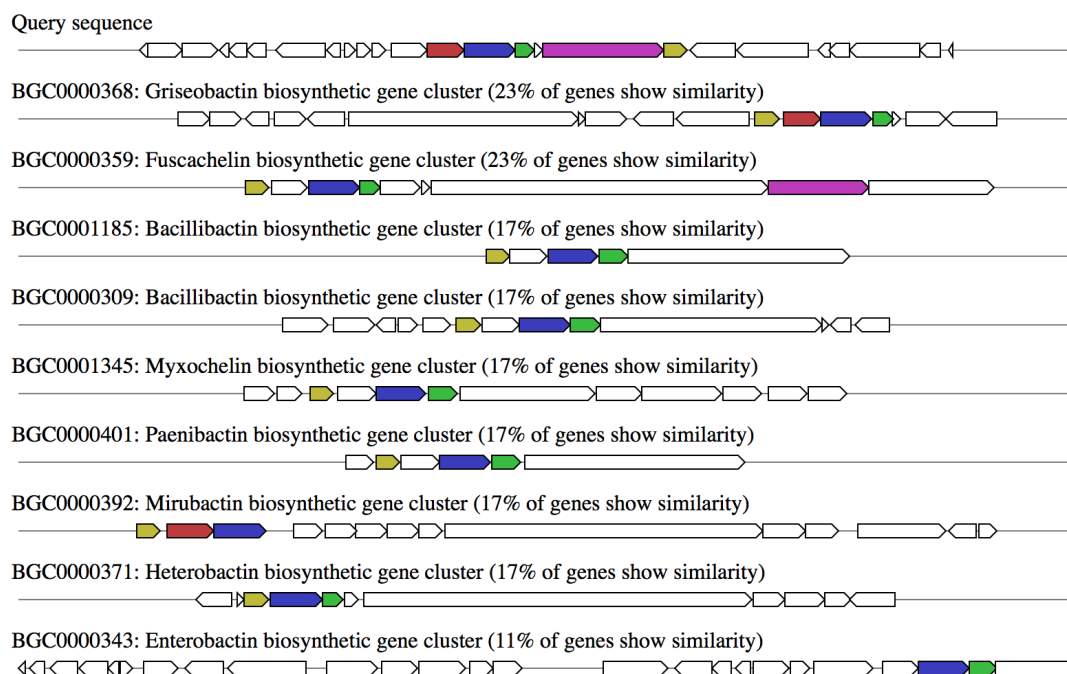 Query sequence
BGC0000368: Griseobactin biosynthetic gene cluster (23% of genes show similarity)
BGC0000359: Fuscachelin biosynthetic gene cluster (23% of genes show similarity)
BGC0001185: Bacillibactin biosynthetic gene cluster (17% of genes show similarity)
BGC0000309: Bacillibactin biosynthetic gene cluster (17% of genes show similarity)
BGC0001345: Myxochelin biosynthetic gene cluster (17% of genes show similarity)
BGC0000401: Paenibactin biosynthetic gene cluster (17% of genes show similarity)
BGC0000392: Mirubactin biosynthetic gene cluster (17% of genes show similarity)
BGC0000371: Heterobactin biosynthetic gene cluster (17% of genes show similarity)
BGC0000343: Enterobactin biosynthetic gene cluster (11% of genes show similarity)